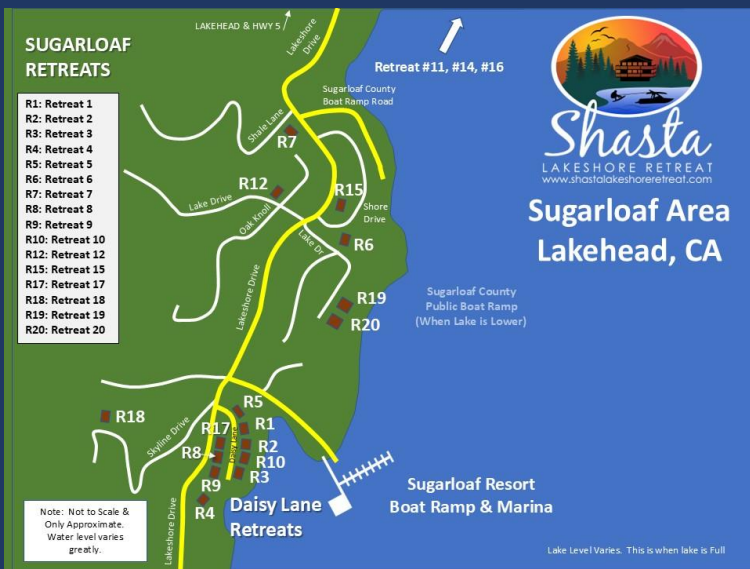 LAKEHEAD & HWY 5
Lakeshore
Drive
SUGARLOAF
RETREATS
R1: Retreat 1
R2: Retreat 2
R3: Retreat 3
R4: Retreat 4
R5: Retreat 5
R6: Retreat 6
R7: Retreat 7
R8: Retreat 8
R9: Retreat 9
R10: Retreat 10
R12: Retreat 12
R15: Retreat 15
R17: Retreat 17
R18: Retreat 18
R19: Retreat 19
R20: Retreat 20
Retreat #11, #14, #16
Shasta
LAKESHORE RETREAT
www.shastalakeshoreretreat.com
Sugarloaf Area
Lakehead, CA
Sugarloaf County
Boat Ramp Road
Shale Lane
R7
R12
R15
Lake Drive
Oak Knoll
Shore
Drive
Lake Dr
R6
Lakeshore Drive
R19
R20
Sugarloaf County
Public Boat Ramp
(When Lake is Lower)
R18
Skyline Drive
R5
R17
R1
Daisy Lane
R2
R8
R10
R9
R3
R4
Daisy Lane
Retreats
Lakeshore Drive
Sugarloaf Resort
Boat Ramp & Marina
Note: Not to Scale &
Only Approximate.
Water level varies
greatly.
Lake Level Varies. This is when lake is Full